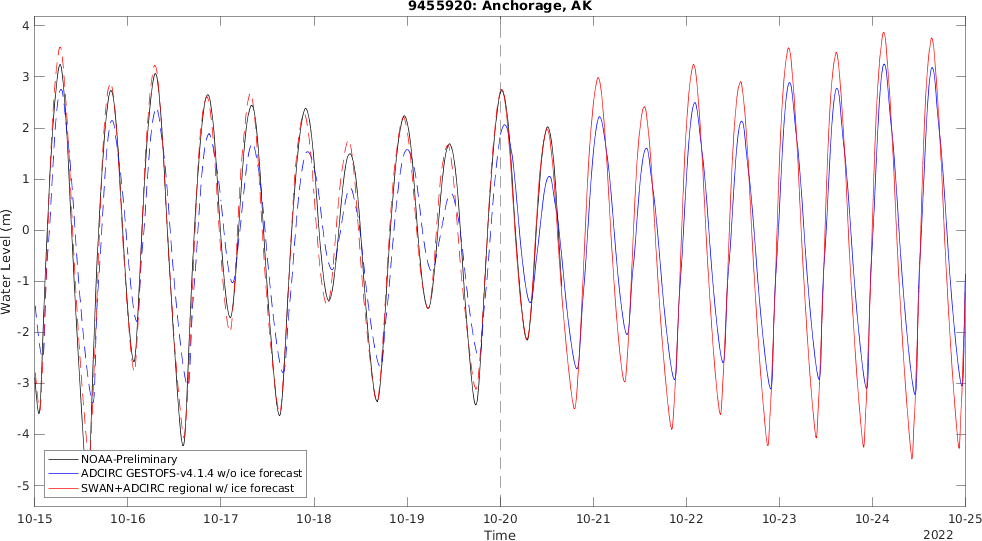 9455920: Anchorage, AK
4
3
2
1
0
-1
-2
-3
-4
-5
Water Level (m)
NOAA-Preliminary
ADCIRC GESTOFS-v4.1.4 w/o ice forecast
SWAN+ADCIRC regional w/ ice forecast
10-15 10-16 10-17 10-18 10-19 10-20 10-21 10-22 10-23 10-24 10-25
Time
2022